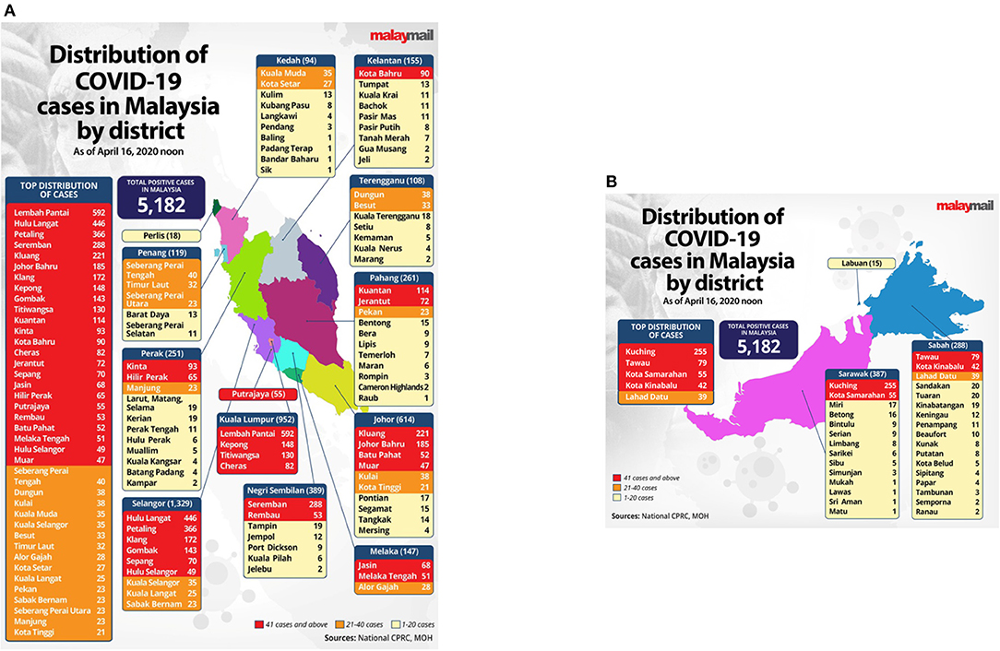 A
malaymail
Distribution of
COVID-19
cases in Malaysia
by district
As of April 16, 2020 noon
TOP DISTRIBUTION
OF CASES
Lembah Pantai 592
Hulu Langat 446
Petaling 366
Seremban 288
Kluang 221
Johor Bahru 185
Klang 172
Kepong 148
Gombak 143
Titiwangsa 130
Kuantan 114
Kinta 93
Kota Bahru 90
Cheras 82
Jerantut 72
Sepang 70
Jasin 68
Hilir Perak 65
Putrajaya 55
Rembau 53
Batu Pahat 52
Melaka Tengah 51
Hulu Selangor 49
Muar 47
Seberang Perai
Tengah 40
Dungun 38
Kulai 38
Kuala Muda 35
Kuala Selangor 35
Besut 33
Timur Laut 32
Alor Gajah 28
Kota Setar 27
Kuala Langat 25
Pekan 23
Sabak Bernam 23
Seberang Perai Utara 23
Manjung 23
Kota Tinggi 21
TOTAL POSITIVE CASES
IN MALAYSIA
5,182
Perlis (18)
Penang (119)
Seberang Perai
Tengah 40
Timur Laut 32
Seberang Perai
Utara 23
Barat Daya 13
Seberang Perai
Selatan 11
Perak (251)
Kinta 93
Hilir Perak 65
Manjung 23
Larut, Matang,
Selama 19
Kerian 19
Perak Tengah 11
Hulu Perak 6
Muallim 5
Kuala Kangsar 4
Batang Padang 4
Kampar 2
Selangor (1,329)
Hulu Langat 446
Petaling 366
Klang 172
Gombak 143
Sepang 70
Hulu Selangor 49
Kuala Selangor 35
Kuala Langat 25
Sabak Bernam 23
Kedah (94)
Kuala Muda 35
Kota Setar 27
Kulim 13
Kubang Pasu 8
Langkawi 4
Pendang 3
Baling 1
Padang Terap 1
Bandar Baharu 1
Sik 1
Putrajaya (55)
Kuala Lumpur (952)
Lembah Pantai 592
Kepong 148
Titiwangsa 130
Cheras 82
Negri Sembilan (389)
Seremban 288
Rembau 53
Tampin 19
Jempol 12
Port Dickson 9
Kuala Pilah 6
Jelebu 2
Kelantan (155)
Kota Bahru 90
Tumpat 13
Kuala Krai 11
Bachok 11
Pasir Mas 11
Pasir Putih 8
Tanah Merah 7
Gua Musang 2
Jeli 2
Terengganu (108)
Dungun 38
Besut 33
Kuala Terengganu 18
Setiu 8
Kemaman 5
Kuala Nerus 4
Marang 2
Pahang (261)
Kuantan 114
Jerantut 72
Pekan 23
Bentong 15
Bera 9
Lipis 9
Temerloh 7
Maran 6
Rompin 3
Cameron Highlands 2
Raub 1
Johor (614)
Kluang 221
Johor Bahru 185
Batu Pahat 52
Muar 47
Kulai 38
Kota Tinggi 21
Pontian 17
Segamat 15
Tangkak 14
Mersing 4
Melaka (147)
Jasin 68
Melaka Tengah 51
Alor Gajah 28
41 cases and above 21-40 cases 1-20 cases
Sources: National CPRC, MOH
B
malaymail
Distribution of
COVID-19
cases in Malaysia
by district
As of April 16, 2020 noon
TOP DISTRIBUTION
OF CASES
Kuching 255
Tawau 79
Kota Samarahan 55
Kota Kinabalu 42
Lahad Datu 39
TOTAL POSITIVE CASES
IN MALAYSIA
5,182
Labuan (15)
Sarawak (387)
Kuching 255
Kota Samarahan 55
Miri 17
Betong 16
Bintulu 9
Serian 9
Limbang 8
Sarikei 6
Sibu 5
Simunjan 3
Mukah 1
Lawas 1
Sri Aman 1
Matu 1
Sabah (288)
Tawau 79
Kota Kinabalu 42
Lahad Datu 39
Sandakan 20
Tuaran 20
Kinabatangan 19
Keningau 12
Penampang 11
Beaufort 10
Kunak 8
Putatan 8
Kota Belud 5
Sipitang 4
Papar 4
Tambunan 3
Semporna 2
Ranau 2
41 cases and above
21-40 cases
1-20 cases
Sources: National CPRC, MOH